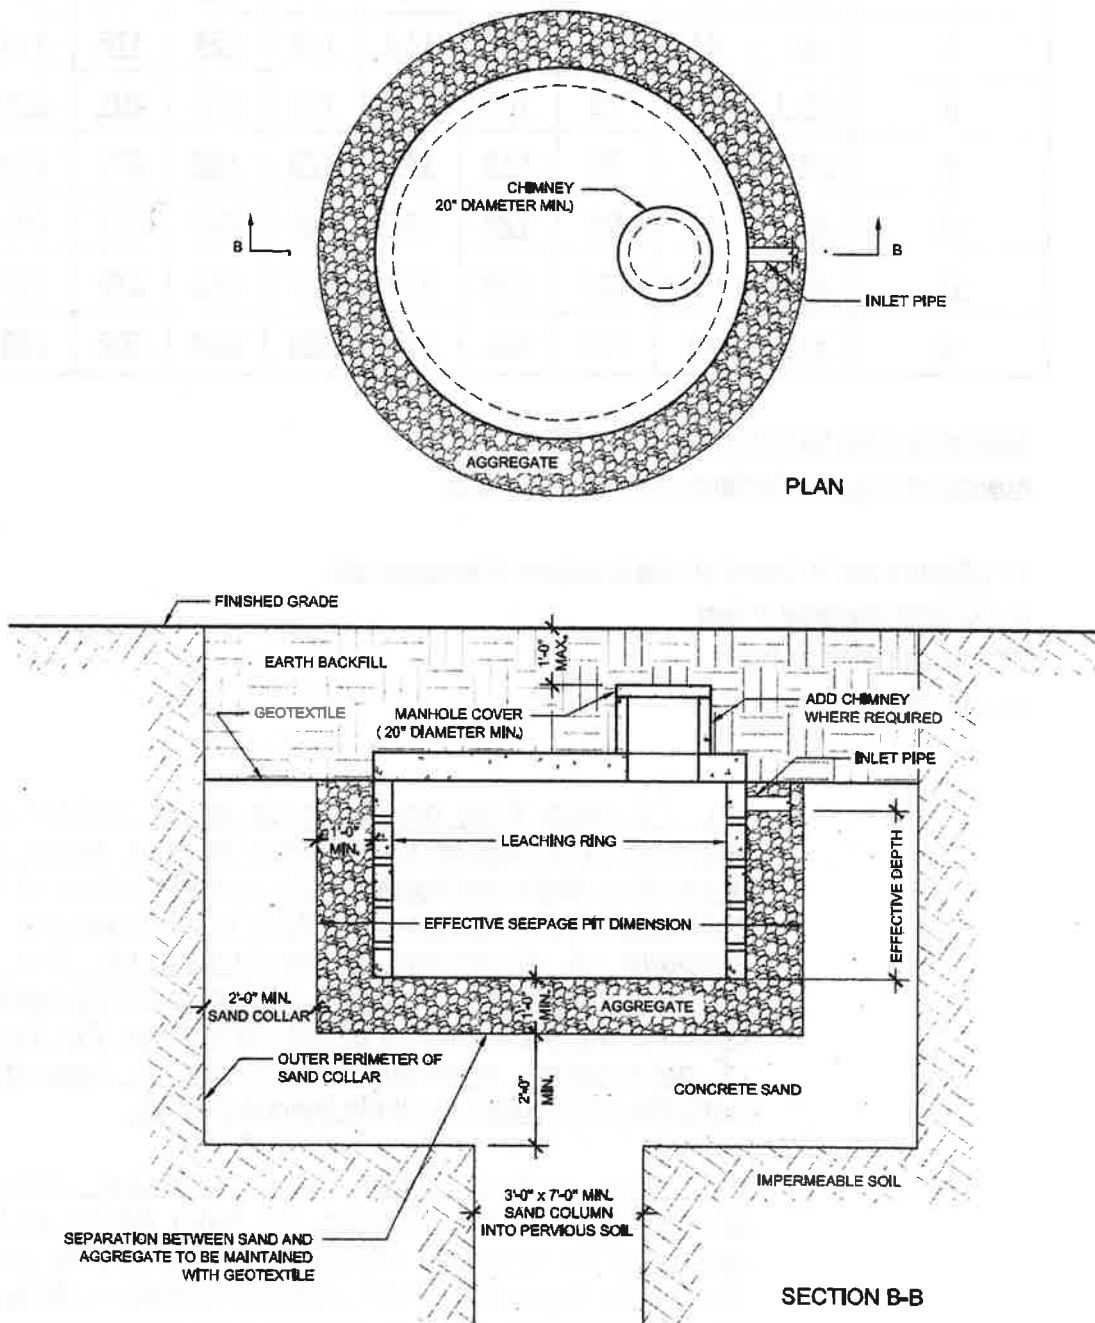 CHIMNEY
20" DIAMETER MIN.)
B
B
INLET PIPE
AGGREGATE
PLAN
FINISHED GRADE
EARTH BACKFILL
1'-0"
MAX.
GEOTEXTILE
MANHOLE COVER
( 20" DIAMETER MIN.)
ADD CHIMNEY
WHERE REQUIRED
INLET PIPE
1'-0"
MIN.
LEACHING RING
EFFECTIVE DEPTH
EFFECTIVE SEEPAGE PIT DIMENSION
2'-0" MIN.
SAND COLLAR
1'-0"
MIN.
AGGREGATE
OUTER PERIMETER OF
SAND COLLAR
2'-0"
MIN.
CONCRETE SAND
IMPERMEABLE SOIL
3'-0" x 7'-0" MIN.
SAND COLUMN
INTO PERVIOUS SOIL
SEPARATION BETWEEN SAND AND
AGGREGATE TO BE MAINTAINED
WITH GEOTEXTILE
SECTION B-B